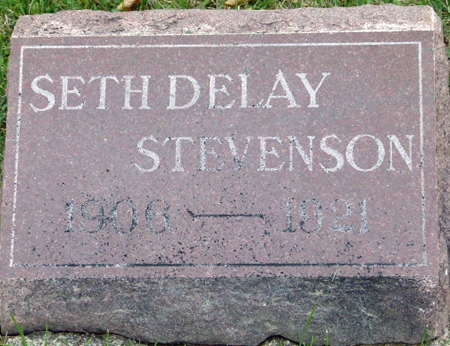 SETH DELAY
STEVENSON
1906 — 1921